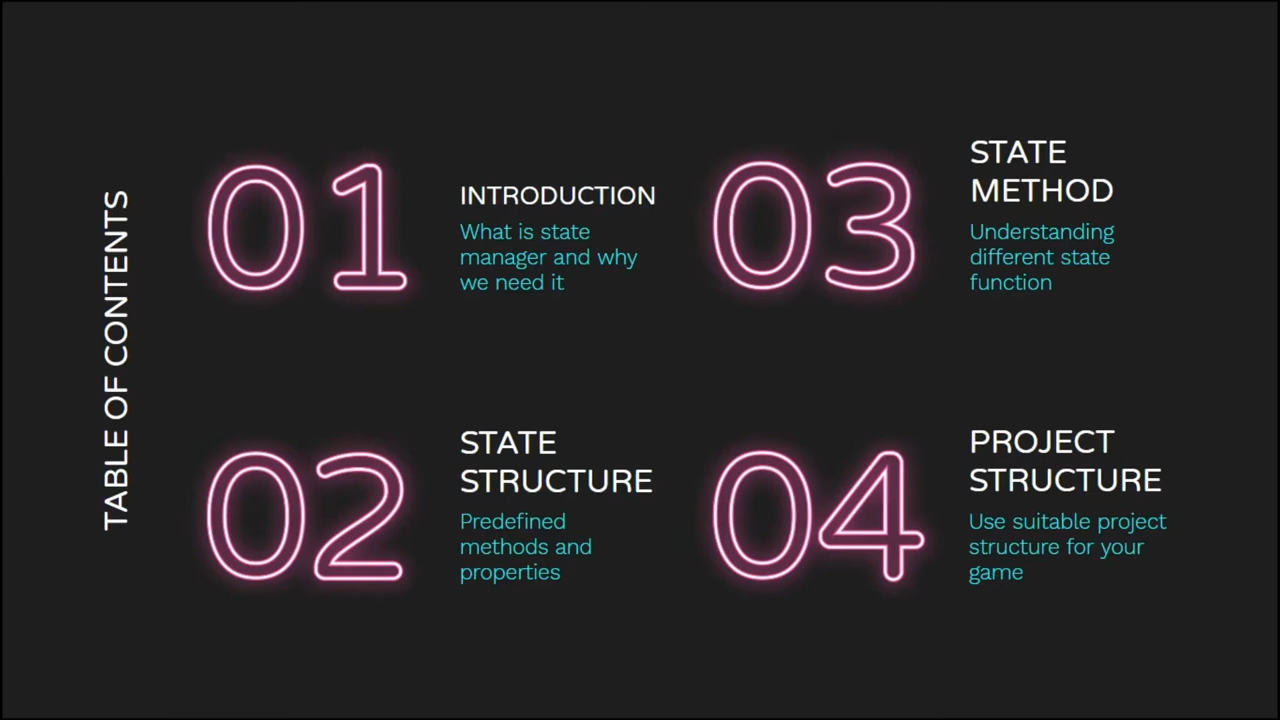 TABLE OF CONTENTS
01
INTRODUCTION
What is state
manager and why
we need it
02
STATE
STRUCTURE
Predefined
methods and
properties
03
STATE
METHOD
Understanding
different state
function
04
PROJECT
STRUCTURE
Use suitable project
structure for your
game